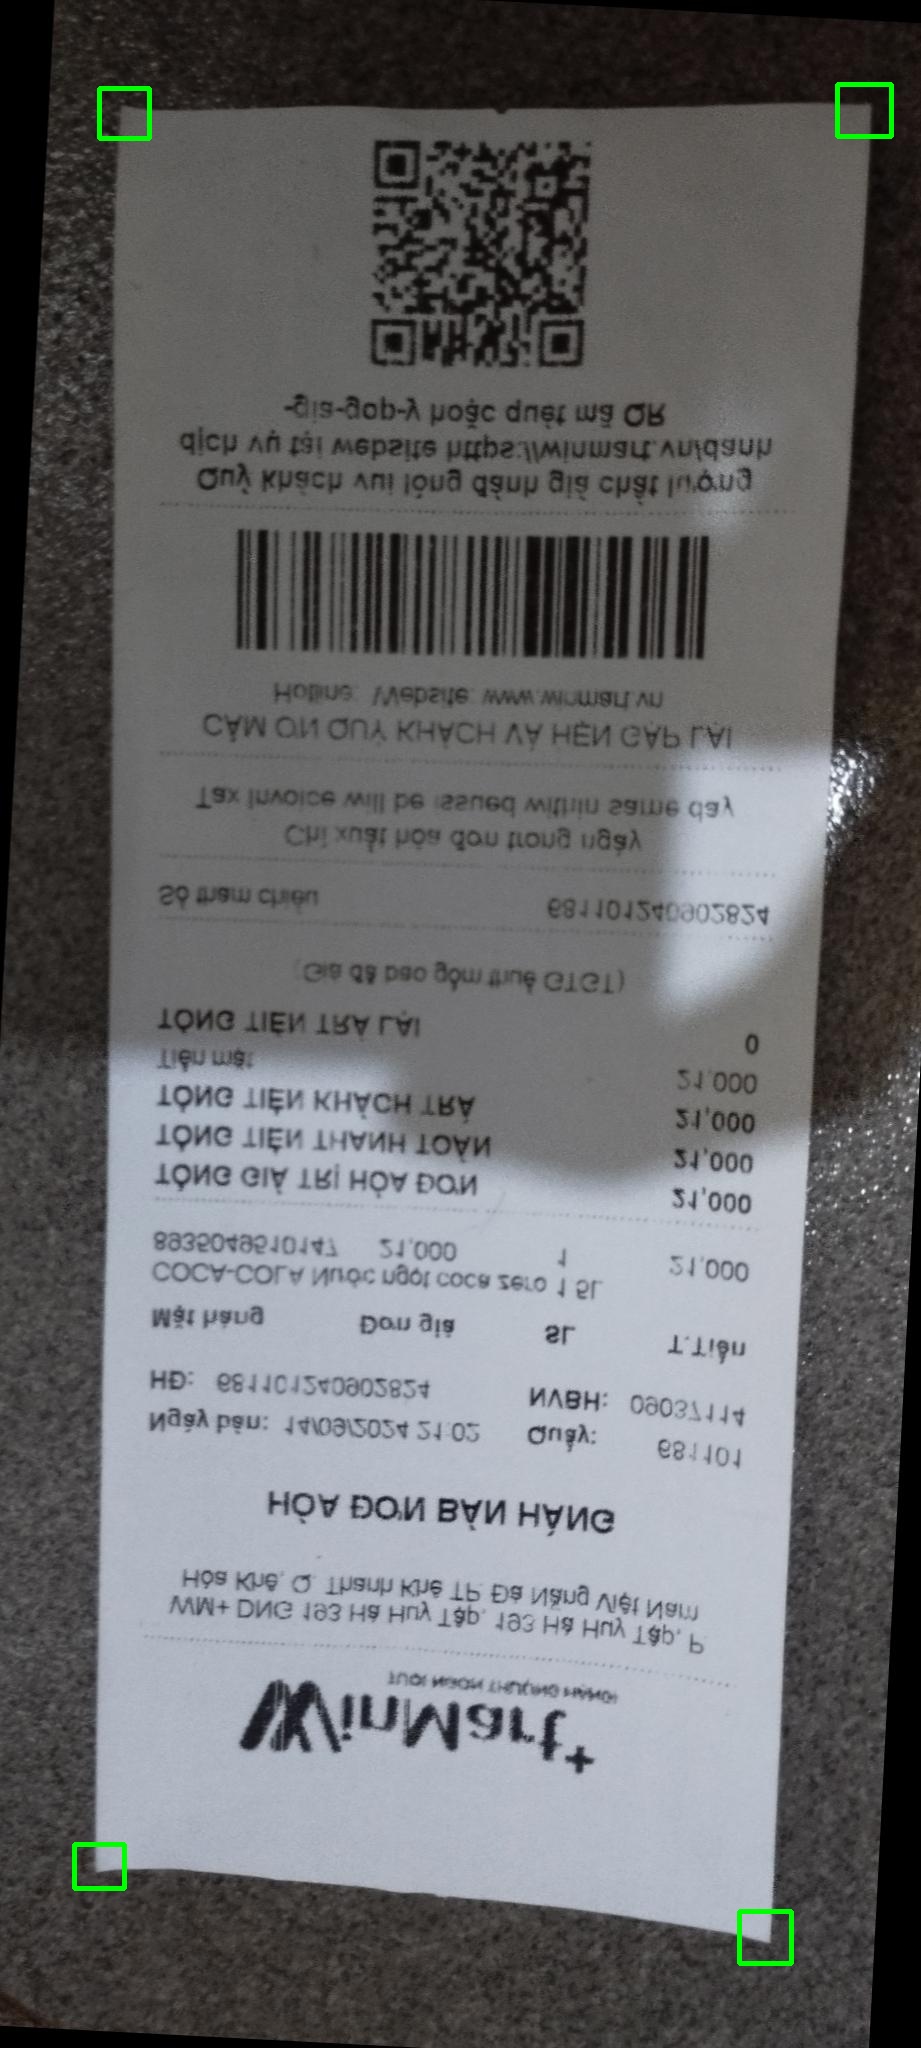 WinMart+
TƯƠI NGON THƯỢNG HẠNG!
WM+ DNG 193 Hà Huy Tập, 193 Hà Huy Tập, P.
Hòa Khê, Q. Thanh Khê TP. Đà Nẵng Việt Nam
HÓA ĐƠN BÁN HÀNG
Ngày bán: 14/09/2024 21:02 Quầy: 681101
HĐ: 681101240902824 NVBH: 09037114
Mặt hàng Đơn giá SL T.Tiền
COCA-COLA Nước ngọt coca zero 1.5L
8935049510147 21,000 1 21,000
TỔNG GIÁ TRỊ HÓA ĐƠN 21,000
TỔNG TIỀN THANH TOÁN 21,000
TỔNG TIỀN KHÁCH TRẢ 21,000
Tiền mặt 21,000
TỔNG TIỀN TRẢ LẠI 0
(Giá đã bao gồm thuế GTGT)
Số tham chiếu 681101240902824
Chỉ xuất hóa đơn trong ngày
Tax invoice will be issued within same day
CẢM ƠN QUÝ KHÁCH VÀ HẸN GẶP LẠI
Hotline: Website: www.winmart.vn
Quý khách vui lòng đánh giá chất lượng
dịch vụ tại website https://winmart.vn/danh
-gia-gop-y hoặc quét mã QR